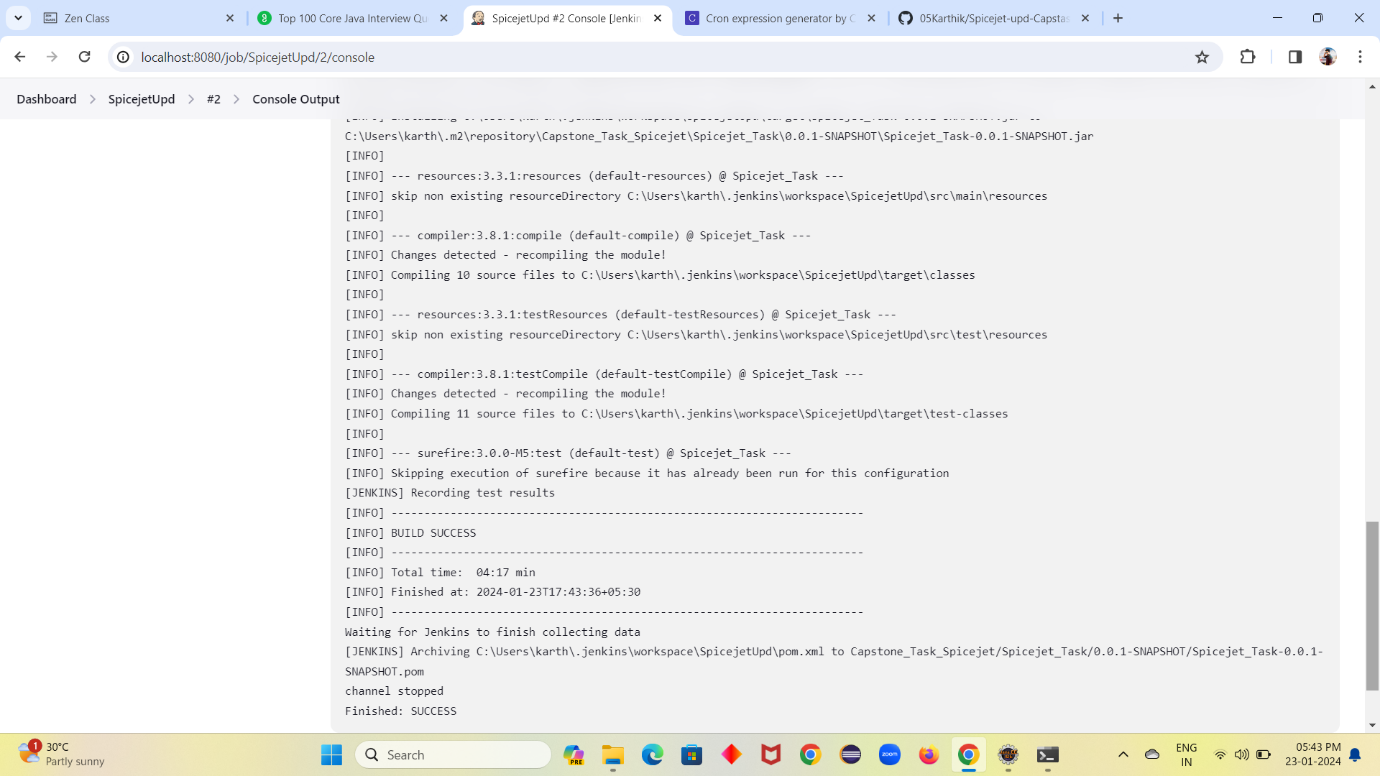 Zen Class
Top 100 Core Java Interview Qu
SpicejetUpd #2 Console [Jenkin
Cron expression generator by C
05Karthik/Spicejet-upd-Capstas
localhost:8080/job/SpicejetUpd/2/console
Dashboard > SpicejetUpd > #2 > Console Output
C:\Users\karth\.m2\repository\Capstone_Task_Spicejet\Spicejet_Task\0.0.1-SNAPSHOT\Spicejet_Task-0.0.1-SNAPSHOT.jar
[INFO]
[INFO] --- resources:3.3.1:resources (default-resources) @ Spicejet_Task ---
[INFO] skip non existing resourceDirectory C:\Users\karth\.jenkins\workspace\SpicejetUpd\src\main\resources
[INFO]
[INFO] --- compiler:3.8.1:compile (default-compile) @ Spicejet_Task ---
[INFO] Changes detected - recompiling the module!
[INFO] Compiling 10 source files to C:\Users\karth\.jenkins\workspace\SpicejetUpd\target\classes
[INFO]
[INFO] --- resources:3.3.1:testResources (default-testResources) @ Spicejet_Task ---
[INFO] skip non existing resourceDirectory C:\Users\karth\.jenkins\workspace\SpicejetUpd\src\test\resources
[INFO]
[INFO] --- compiler:3.8.1:testCompile (default-testCompile) @ Spicejet_Task ---
[INFO] Changes detected - recompiling the module!
[INFO] Compiling 11 source files to C:\Users\karth\.jenkins\workspace\SpicejetUpd\target\test-classes
[INFO]
[INFO] --- surefire:3.0.0-M5:test (default-test) @ Spicejet_Task ---
[INFO] Skipping execution of surefire because it has already been run for this configuration
[JENKINS] Recording test results
[INFO] ------------------------------------------------------------------------
[INFO] BUILD SUCCESS
[INFO] ------------------------------------------------------------------------
[INFO] Total time:  04:17 min
[INFO] Finished at: 2024-01-23T17:43:36+05:30
[INFO] ------------------------------------------------------------------------
Waiting for Jenkins to finish collecting data
[JENKINS] Archiving C:\Users\karth\.jenkins\workspace\SpicejetUpd\pom.xml to Capstone_Task_Spicejet/Spicejet_Task/0.0.1-SNAPSHOT/Spicejet_Task-0.0.1-
SNAPSHOT.pom
channel stopped
Finished: SUCCESS
1
30°C
Partly sunny
Search
PRE
zoom
ENG
IN
05:43 PM
23-01-2024